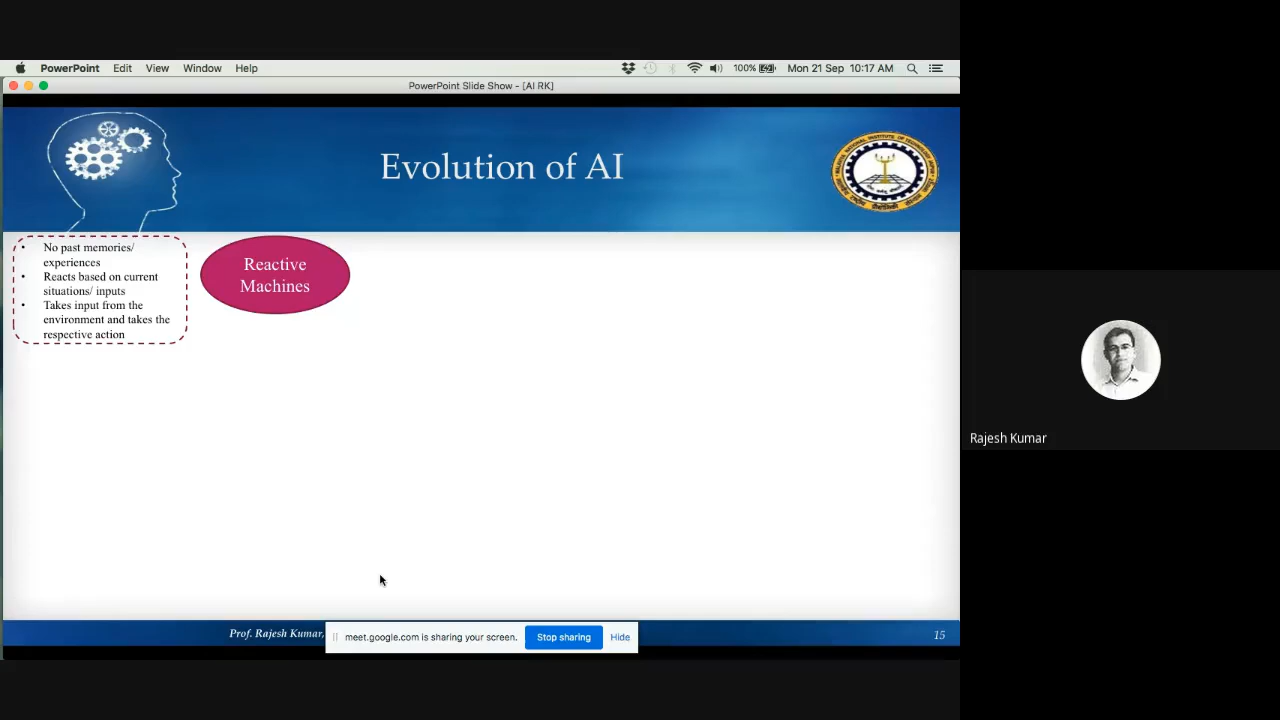 PowerPoint Edit View Window Help 100% Mon 21 Sep 10:17 AM
PowerPoint Slide Show - [AI RK]
Evolution of AI
• No past memories/
experiences
• Reacts based on current
situations/ inputs
• Takes input from the
environment and takes the
respective action
Reactive
Machines
Rajesh Kumar
Prof. Rajesh Kumar,
meet.google.com is sharing your screen. Stop sharing Hide
15